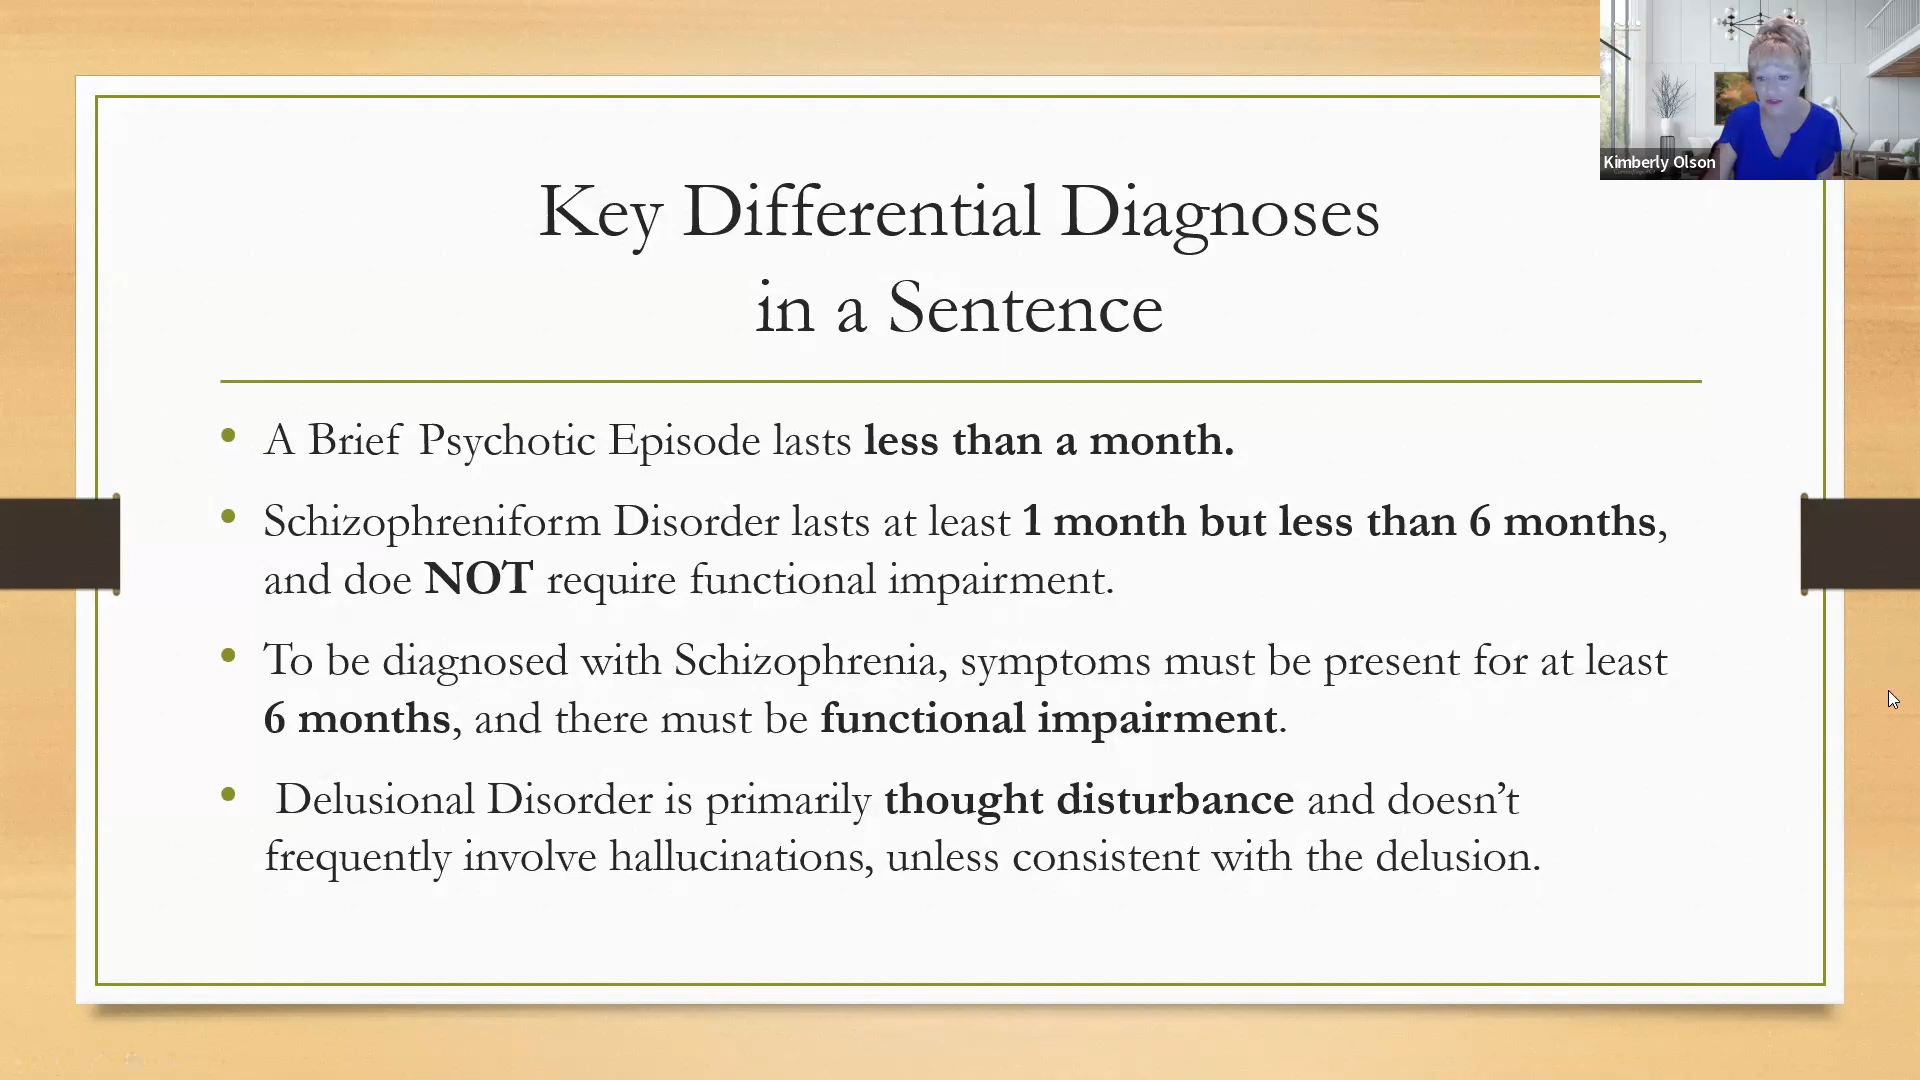 Kimberly Olson
Key Differential Diagnoses
in a Sentence
• A Brief Psychotic Episode lasts less than a month.
• Schizophreniform Disorder lasts at least 1 month but less than 6 months,
and doe NOT require functional impairment.
• To be diagnosed with Schizophrenia, symptoms must be present for at least
6 months, and there must be functional impairment.
• Delusional Disorder is primarily thought disturbance and doesn’t
frequently involve hallucinations, unless consistent with the delusion.